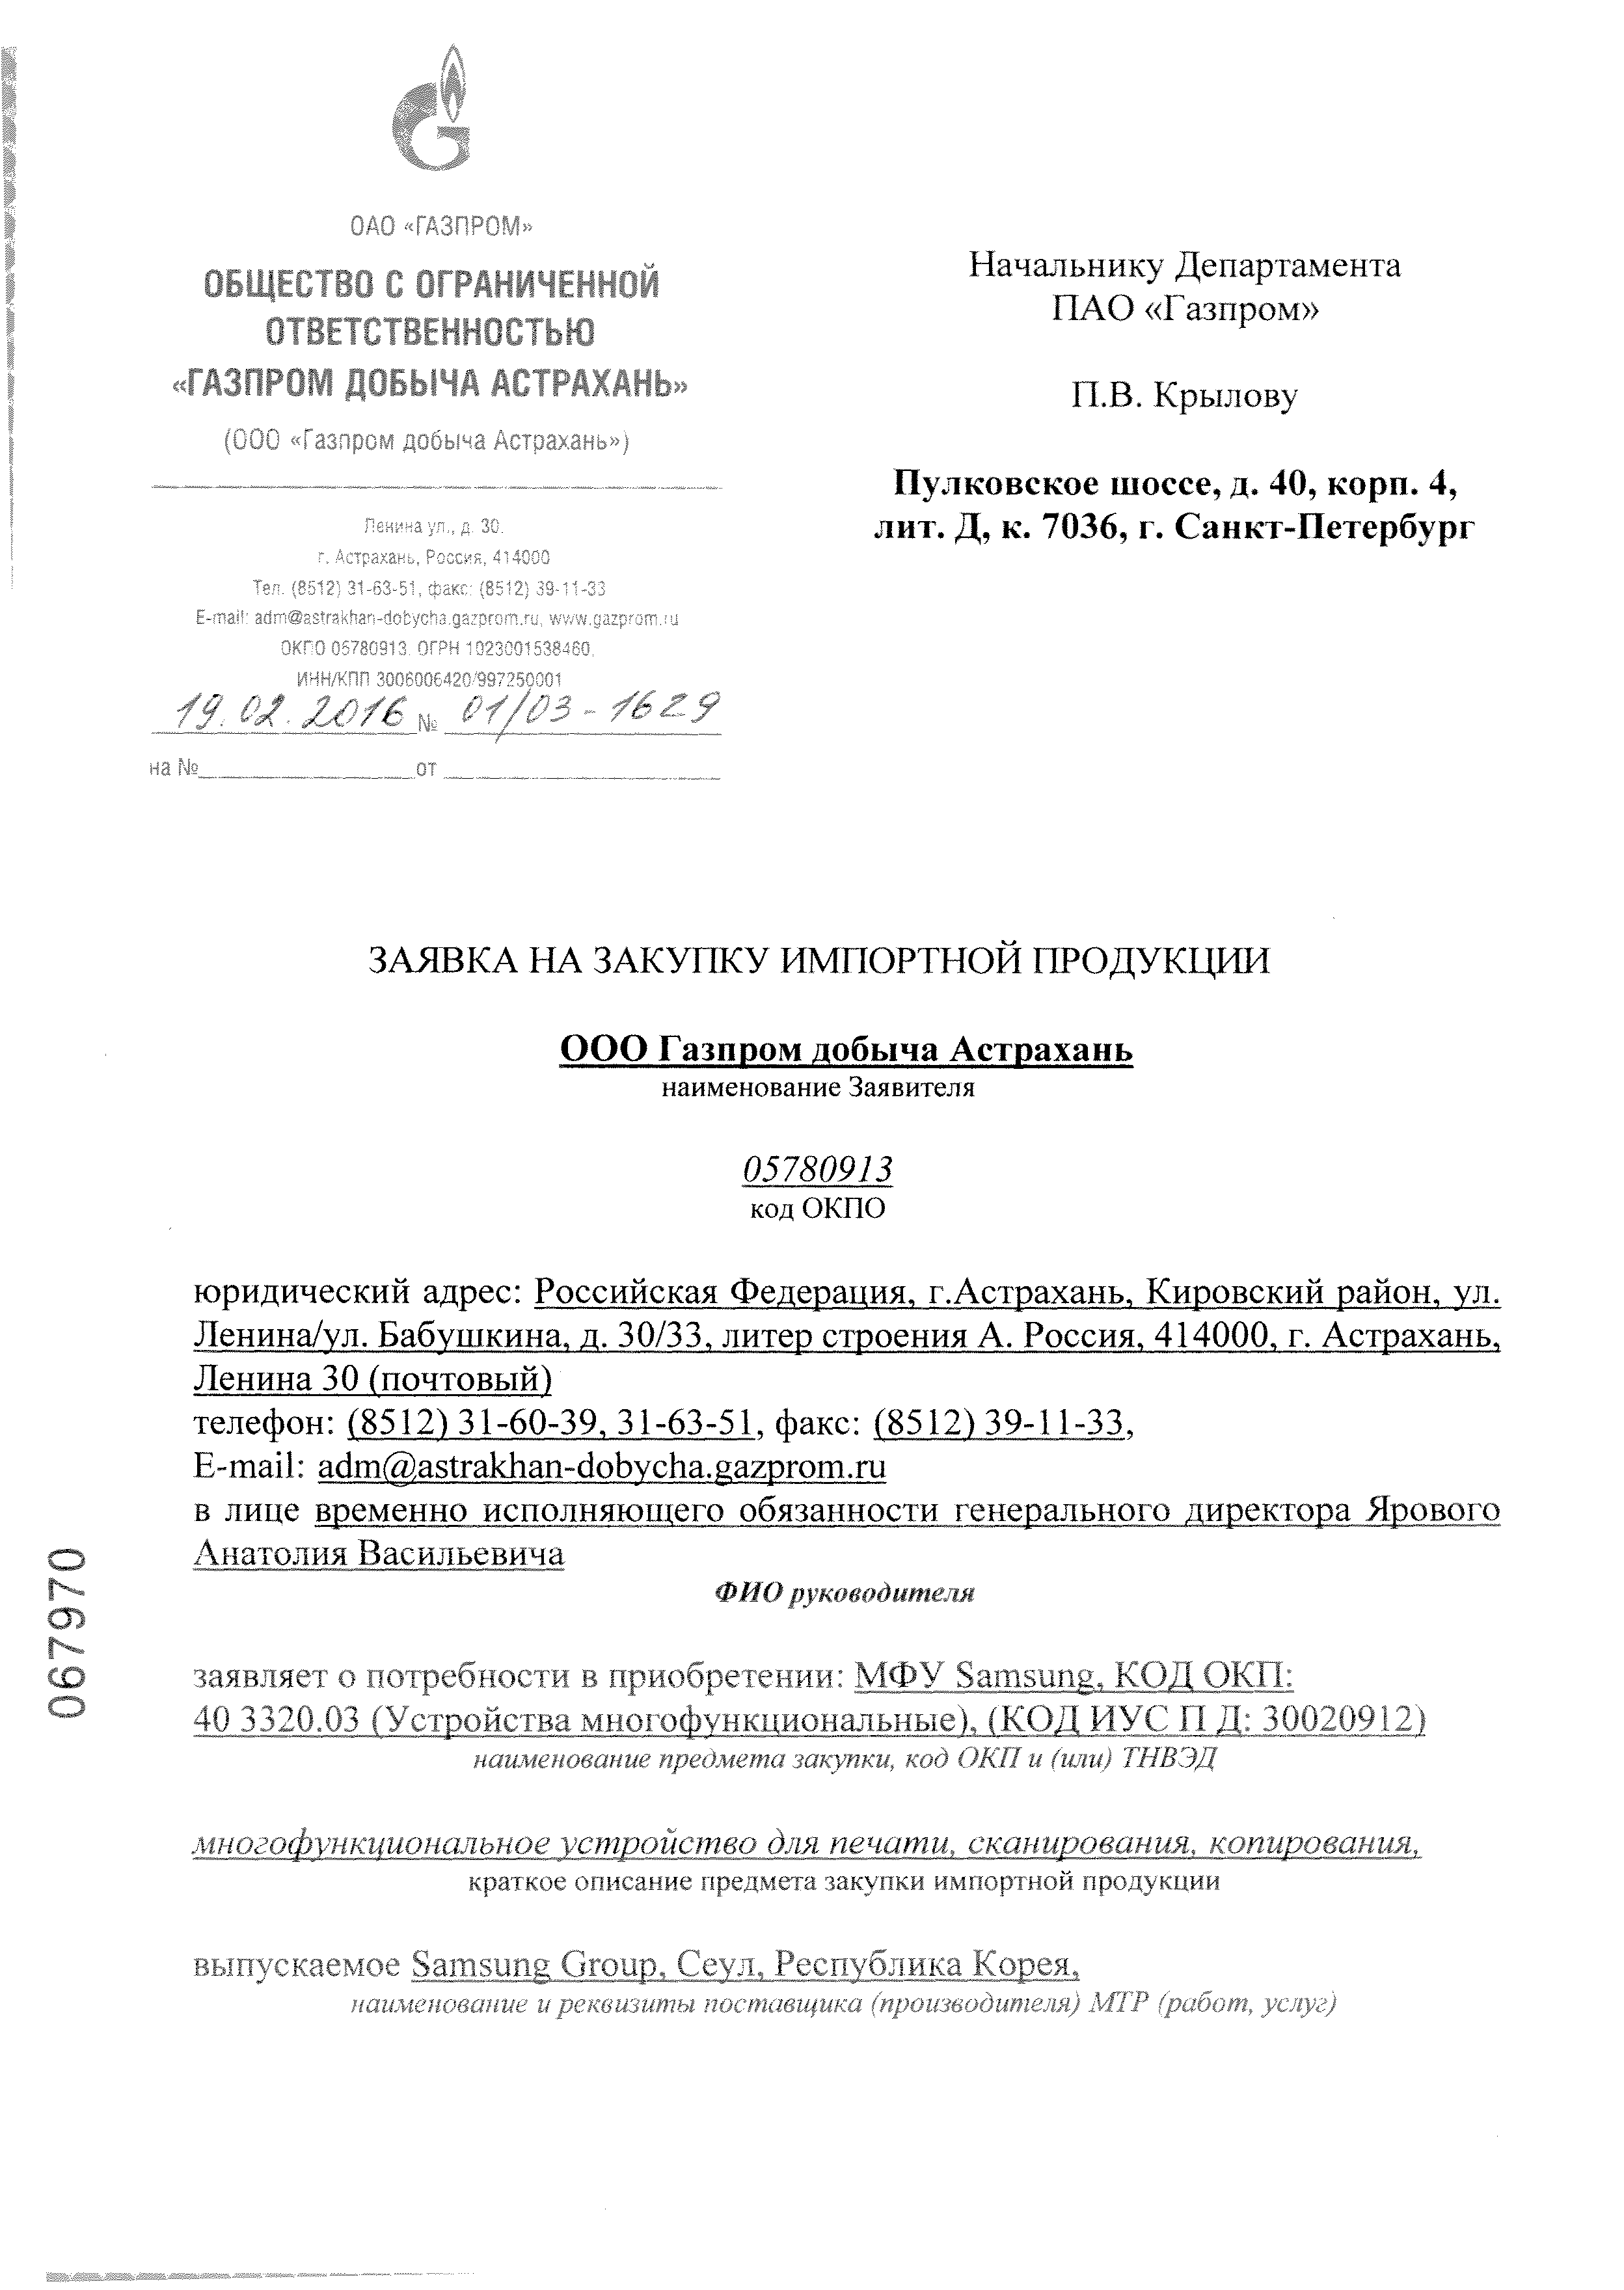 ОАО «ГАЗПРОМ»
ОБЩЕСТВО С ОГРАНИЧЕННОЙ
ОТВЕТСТВЕННОСТЬЮ
«ГАЗПРОМ ДОБЫЧА АСТРАХАНЬ»
(ООО «Газпром добыча Астрахань»)
Ленина ул., д. 30.
г. Астрахань, Россия, 414000
Тел. (8512) 31-63-51, факс: (8512) 39-11-33
E-mail: adm@astrakhan-dobycha.gazprom.ru, www.gazprom.ru
ОКПО 05780913, ОГРН 1023001538460,
ИНН/КПП 3006006420/997250001
19.02.2016 № 01/03-1629
на № от
Начальнику Департамента
ПАО «Газпром»
П.В. Крылову
Пулковское шоссе, д. 40, корп. 4,
лит. Д, к. 7036, г. Санкт-Петербург
ЗАЯВКА НА ЗАКУПКУ ИМПОРТНОЙ ПРОДУКЦИИ
ООО Газпром добыча Астрахань
наименование Заявителя
05780913
код ОКПО
юридический адрес: Российская Федерация, г.Астрахань, Кировский район, ул.
Ленина/ул. Бабушкина, д. 30/33, литер строения А. Россия, 414000, г. Астрахань,
Ленина 30 (почтовый)
телефон: (8512) 31-60-39, 31-63-51, факс: (8512) 39-11-33,
E-mail: adm@astrakhan-dobycha.gazprom.ru
в лице временно исполняющего обязанности генерального директора Ярового
Анатолия Васильевича
ФИО руководителя
заявляет о потребности в приобретении: МФУ Samsung, КОД ОКП:
40 3320.03 (Устройства многофункциональные), (КОД ИУС П Д: 30020912)
наименование предмета закупки, код ОКП и (или) ТНВЭД
многофункциональное устройство для печати, сканирования, копирования,
краткое описание предмета закупки импортной продукции
выпускаемое Samsung Group, Сеул, Республика Корея,
наименование и реквизиты поставщика (производителя) МТР (работ, услуг)
067970